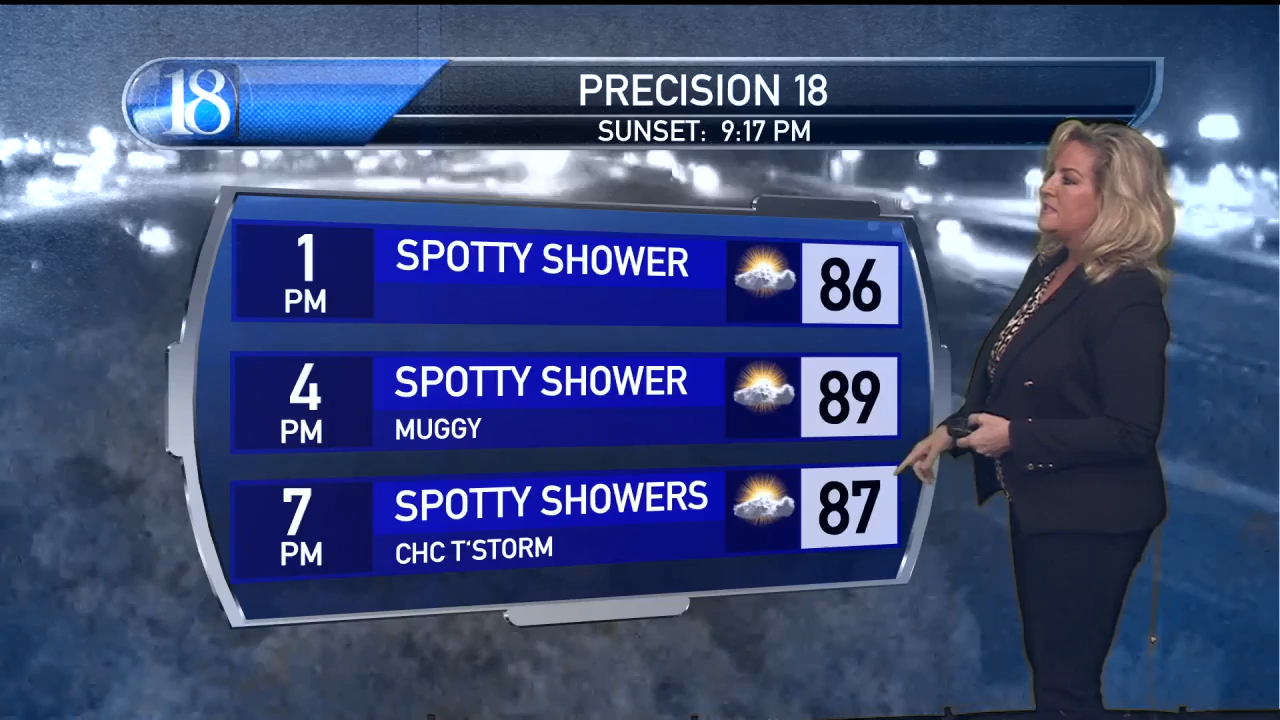 18
PRECISION 18
SUNSET: 9:17 PM
1 PM
SPOTTY SHOWER
86
4 PM
SPOTTY SHOWER
MUGGY
89
7 PM
SPOTTY SHOWERS
CHC T'STORM
87